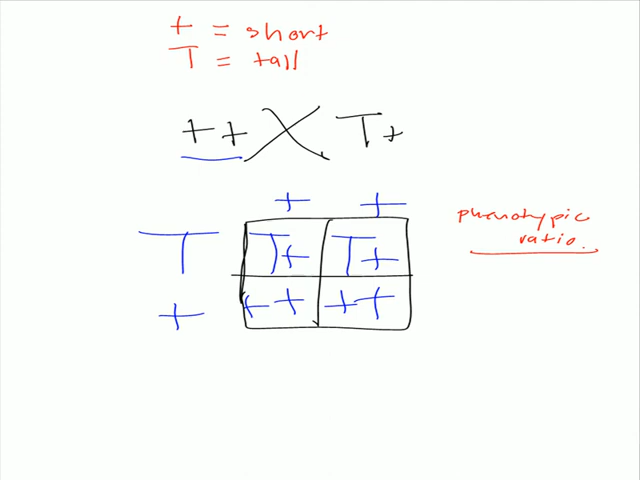 t = short
T = tall
tt X Tt
t t
T Tt Tt
t tt tt
phenotypic
ratio.